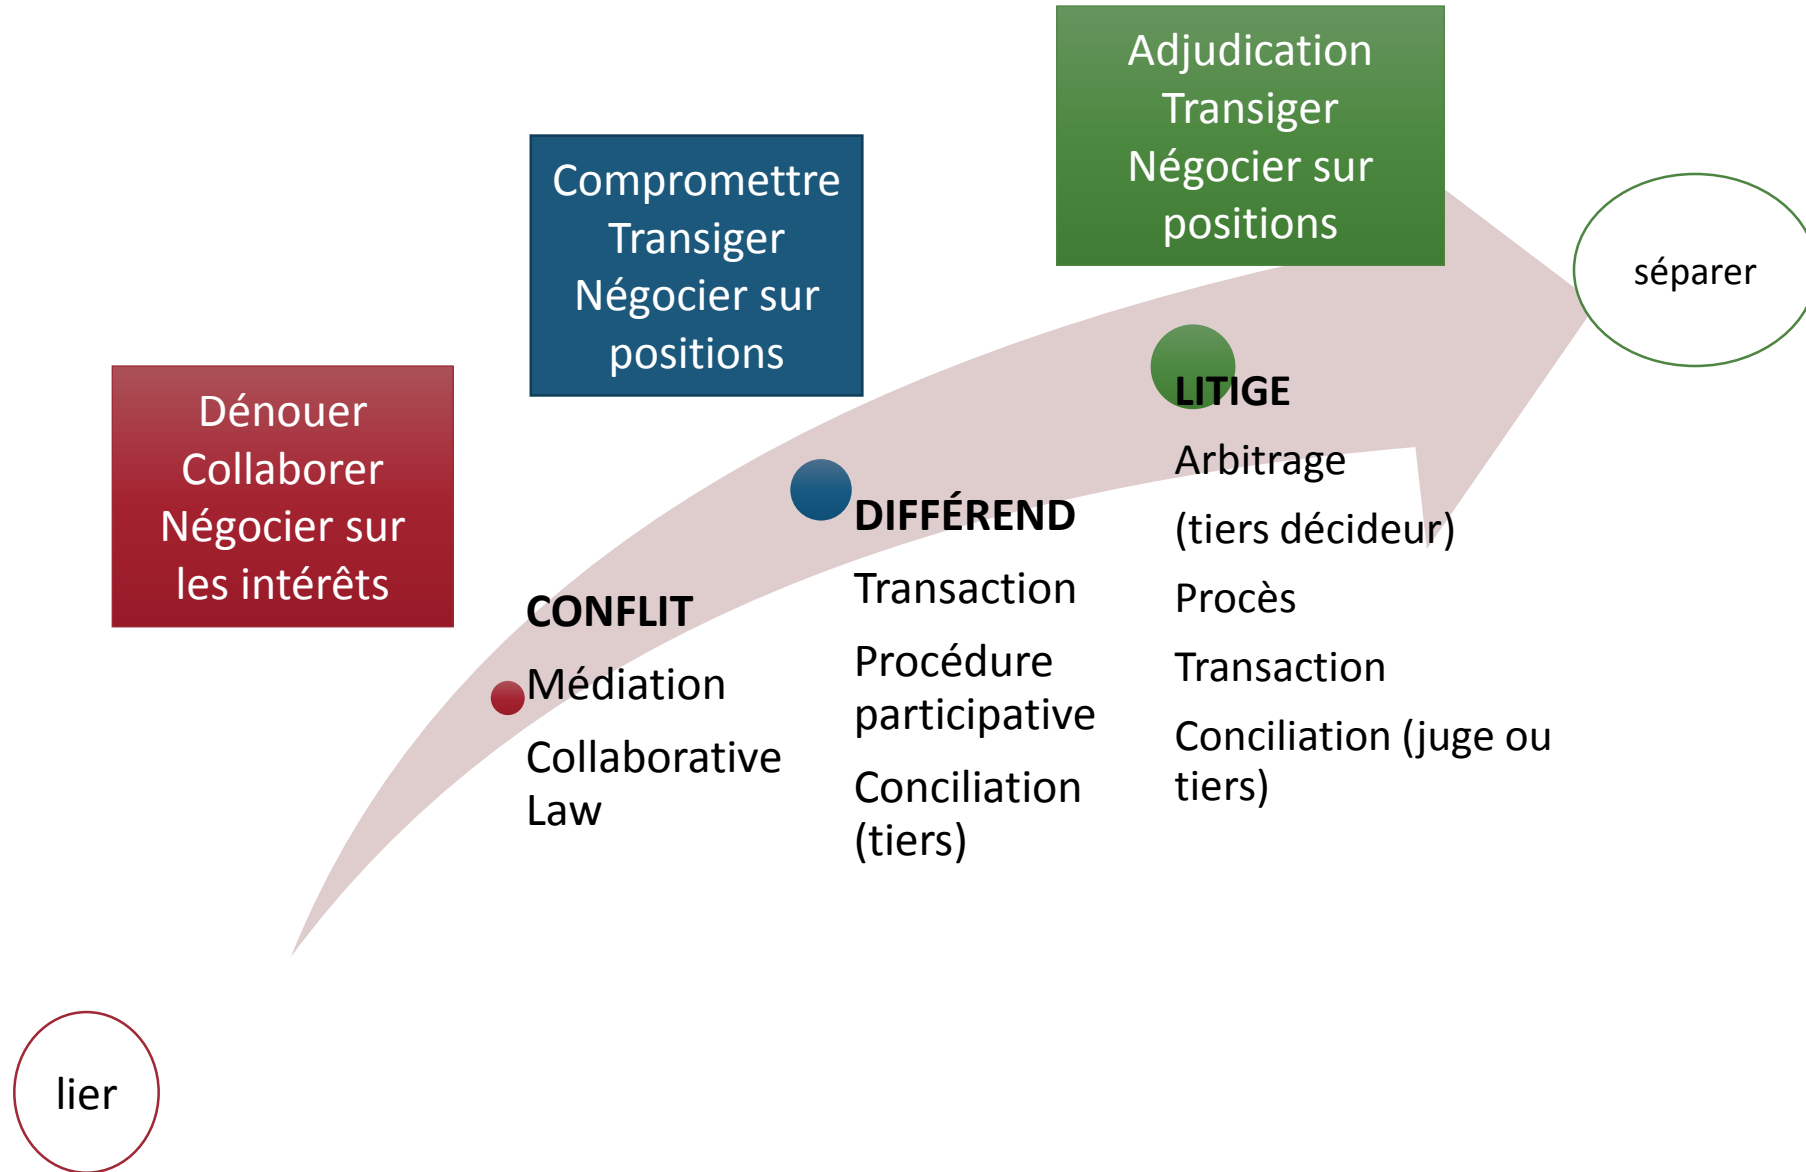 Adjudication
Transiger
Négocier sur
positions
Compromettre
Transiger
Négocier sur
positions
séparer
Dénouer
Collaborer
Négocier sur
les intérêts
CONFLIT
Médiation
Collaborative
Law
DIFFÉREND
Transaction
Procédure
participative
Conciliation
(tiers)
LITIGE
Arbitrage
(tiers décideur)
Procès
Transaction
Conciliation (juge ou
tiers)
lier